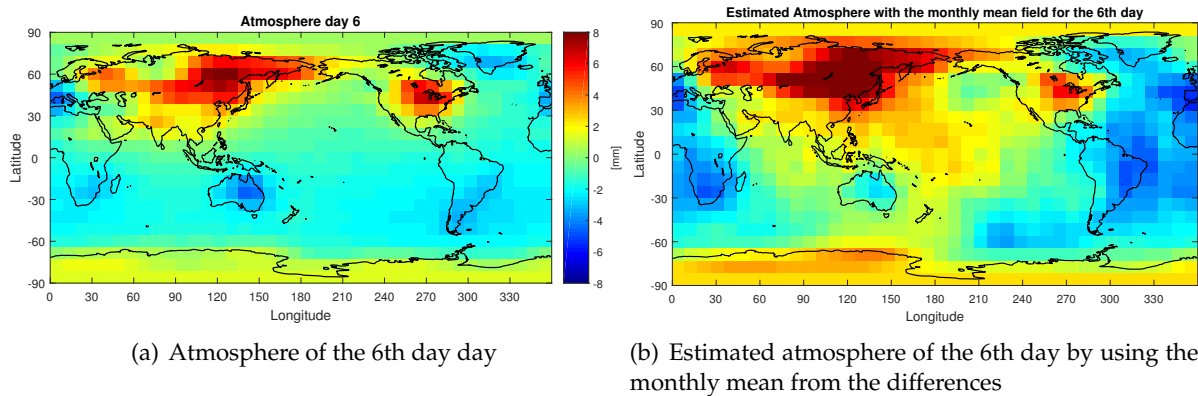 Atmosphere day 6
90
60
30
0
-30
-60
-90
Latitude
0 30 60 90 120 150 180 210 240 270 300 330
Longitude
8
6
4
2
0
-2
-4
-6
-8
[mm]
(a) Atmosphere of the 6th day day
Estimated Atmosphere with the monthly mean field for the 6th day
90
60
30
0
-30
-60
-90
Latitude
0 30 60 90 120 150 180 210 240 270 300 330
Longitude
(b) Estimated atmosphere of the 6th day by using the
monthly mean from the differences